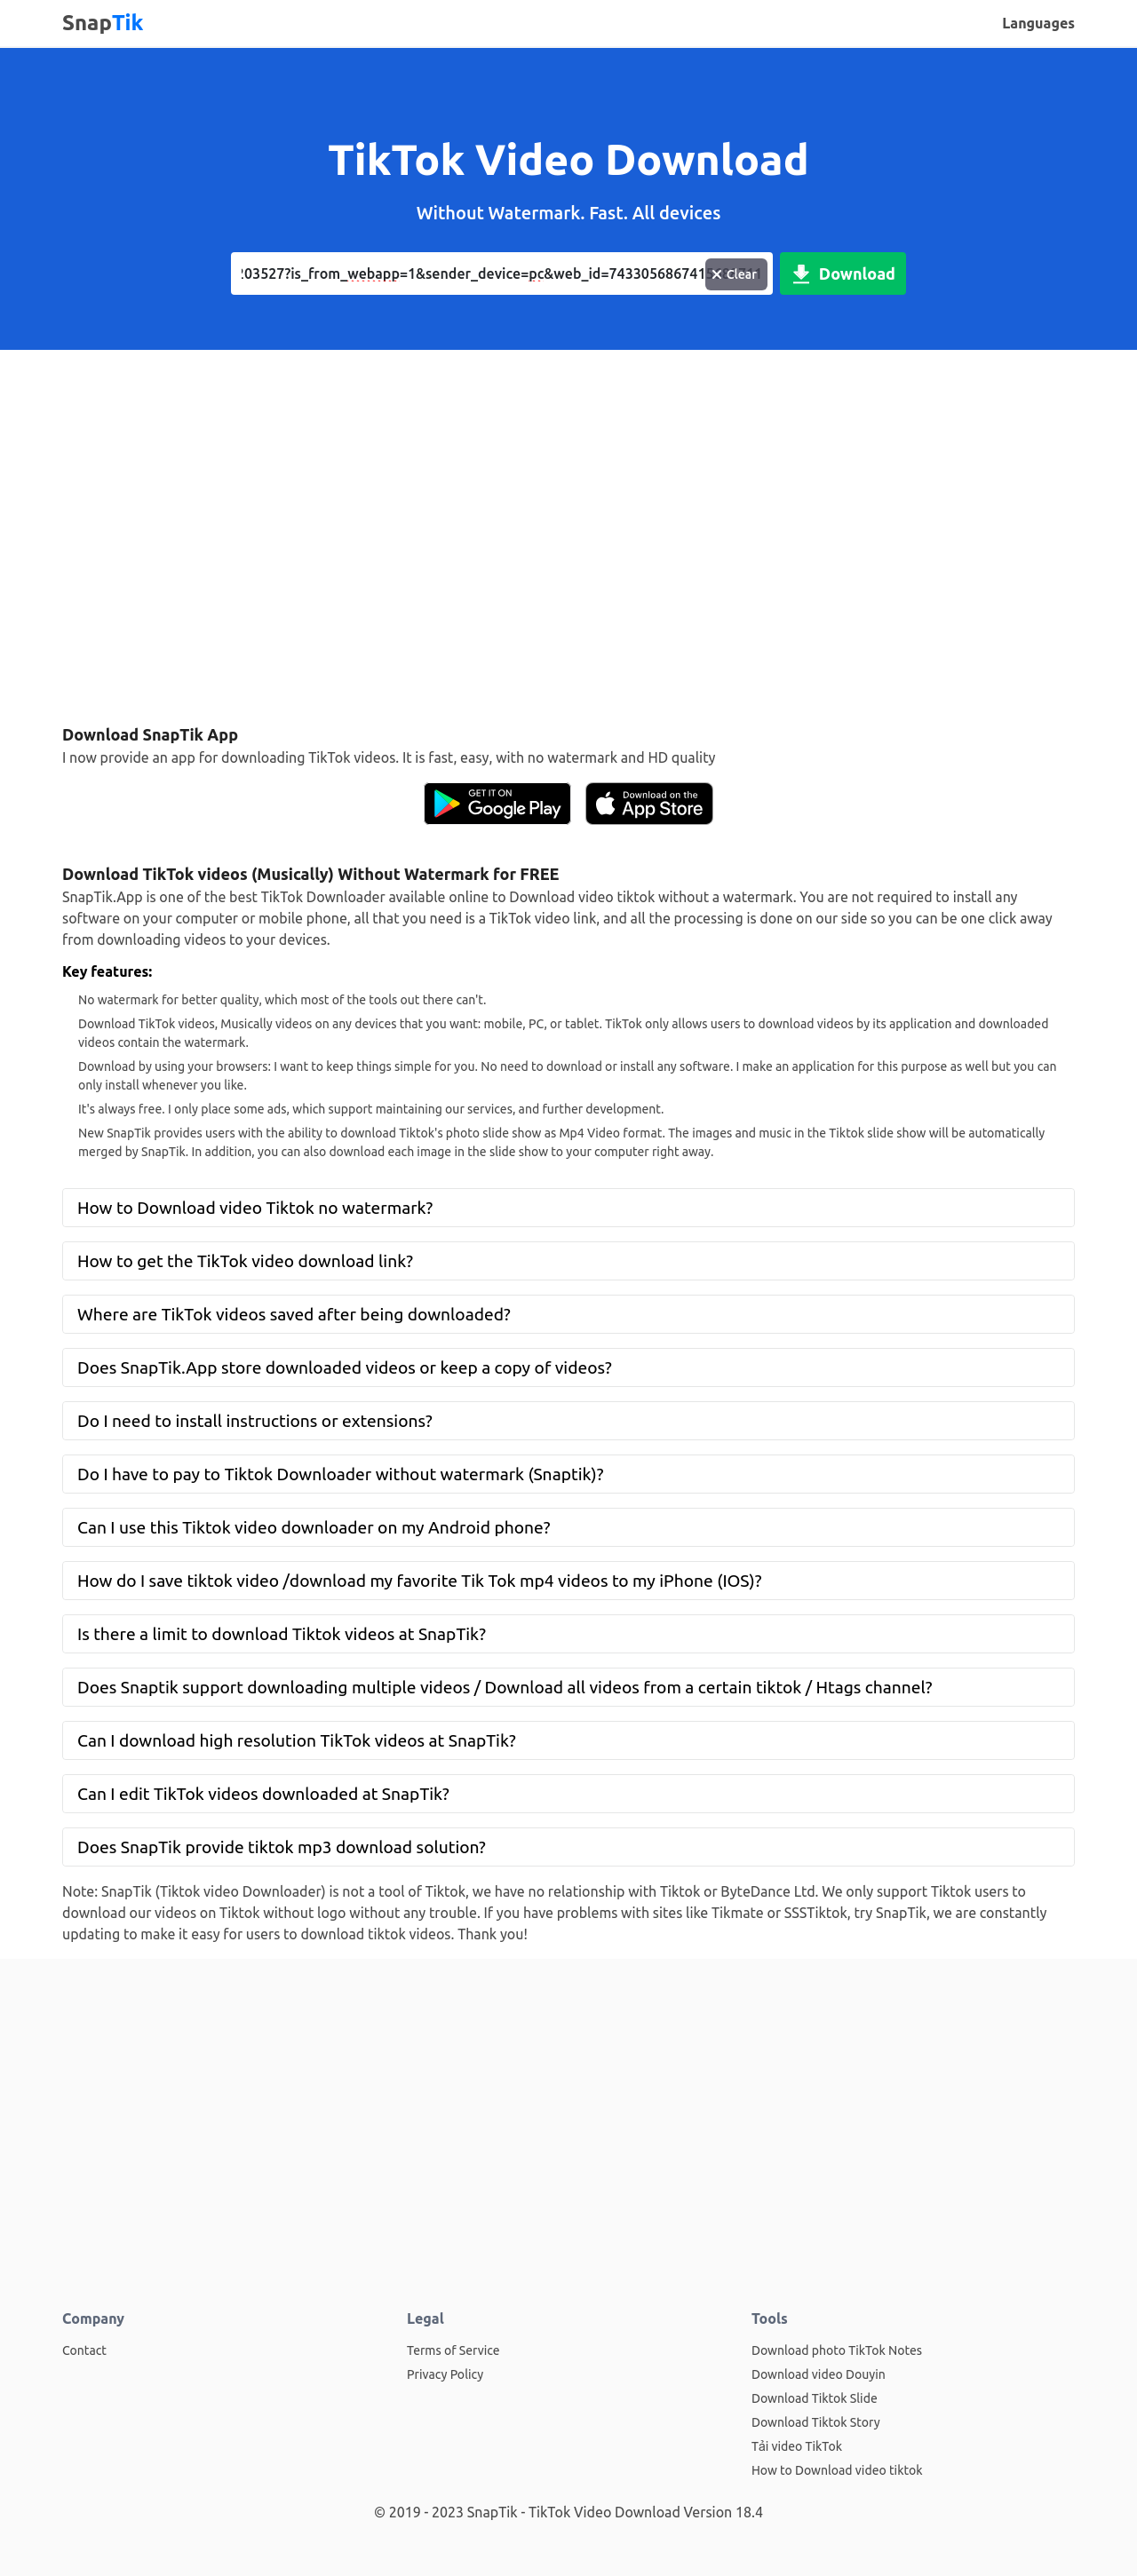 SnapTik
Languages
TikTok Video Download
Without Watermark. Fast. All devices
203527?is_from_webapp=1&sender_device=pc&web_id=743305686741
Clear
Download
Download SnapTik App
I now provide an app for downloading TikTok videos. It is fast, easy, with no watermark and HD quality
GET IT ON
Google Play
Download on the
App Store
Download TikTok videos (Musically) Without Watermark for FREE
SnapTik.App is one of the best TikTok Downloader available online to Download video tiktok without a watermark. You are not required to install any
software on your computer or mobile phone, all that you need is a TikTok video link, and all the processing is done on our side so you can be one click away
from downloading videos to your devices.
Key features:
No watermark for better quality, which most of the tools out there can't.
Download TikTok videos, Musically videos on any devices that you want: mobile, PC, or tablet. TikTok only allows users to download videos by its application and downloaded
videos contain the watermark.
Download by using your browsers: I want to keep things simple for you. No need to download or install any software. I make an application for this purpose as well but you can
only install whenever you like.
It's always free. I only place some ads, which support maintaining our services, and further development.
New SnapTik provides users with the ability to download Tiktok's photo slide show as Mp4 Video format. The images and music in the Tiktok slide show will be automatically
merged by SnapTik. In addition, you can also download each image in the slide show to your computer right away.
How to Download video Tiktok no watermark?
How to get the TikTok video download link?
Where are TikTok videos saved after being downloaded?
Does SnapTik.App store downloaded videos or keep a copy of videos?
Do I need to install instructions or extensions?
Do I have to pay to Tiktok Downloader without watermark (Snaptik)?
Can I use this Tiktok video downloader on my Android phone?
How do I save tiktok video /download my favorite Tik Tok mp4 videos to my iPhone (IOS)?
Is there a limit to download Tiktok videos at SnapTik?
Does Snaptik support downloading multiple videos / Download all videos from a certain tiktok / Htags channel?
Can I download high resolution TikTok videos at SnapTik?
Can I edit TikTok videos downloaded at SnapTik?
Does SnapTik provide tiktok mp3 download solution?
Note: SnapTik (Tiktok video Downloader) is not a tool of Tiktok, we have no relationship with Tiktok or ByteDance Ltd. We only support Tiktok users to
download our videos on Tiktok without logo without any trouble. If you have problems with sites like Tikmate or SSSTiktok, try SnapTik, we are constantly
updating to make it easy for users to download tiktok videos. Thank you!
Company
Contact
Legal
Terms of Service
Privacy Policy
Tools
Download photo TikTok Notes
Download video Douyin
Download Tiktok Slide
Download Tiktok Story
Tải video TikTok
How to Download video tiktok
© 2019 - 2023 SnapTik - TikTok Video Download Version 18.4